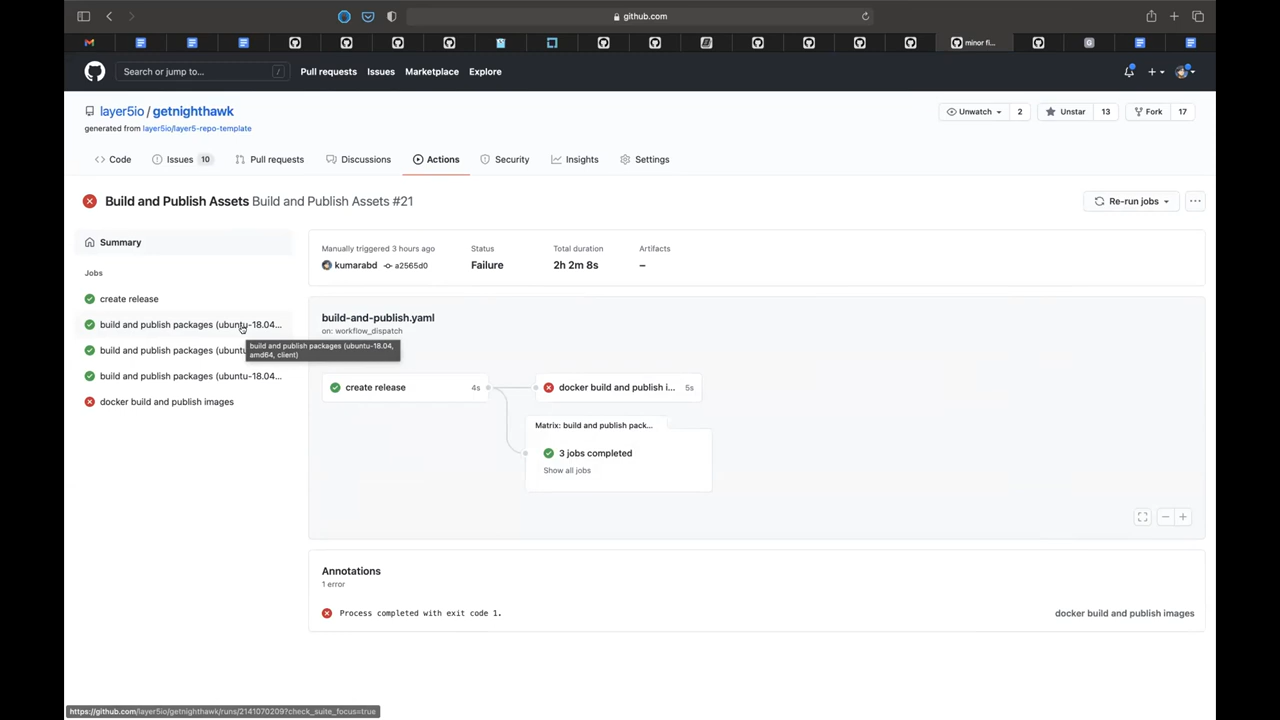 github.com
minor fi...
Search or jump to...
/
Pull requests
Issues
Marketplace
Explore
layer5io / getnighthawk
generated from layer5io/layer5-repo-template
Unwatch
2
Unstar
13
Fork
17
Code
Issues
10
Pull requests
Discussions
Actions
Security
Insights
Settings
Build and Publish Assets Build and Publish Assets #21
Re-run jobs
Summary
Jobs
create release
build and publish packages (ubuntu-18.04...
build and publish packages (ubunt
build and publish packages (ubuntu-18.04...
docker build and publish images
build and publish packages (ubuntu-18.04,
amd64, client)
Manually triggered 3 hours ago
kumarabd
a2565d0
Status
Failure
Total duration
2h 2m 8s
Artifacts
–
build-and-publish.yaml
on: workflow_dispatch
create release
4s
docker build and publish i...
5s
Matrix: build and publish pack...
3 jobs completed
Show all jobs
Annotations
1 error
Process completed with exit code 1.
docker build and publish images
https://github.com/layer5io/getnighthawk/runs/2141070209?check_suite_focus=true